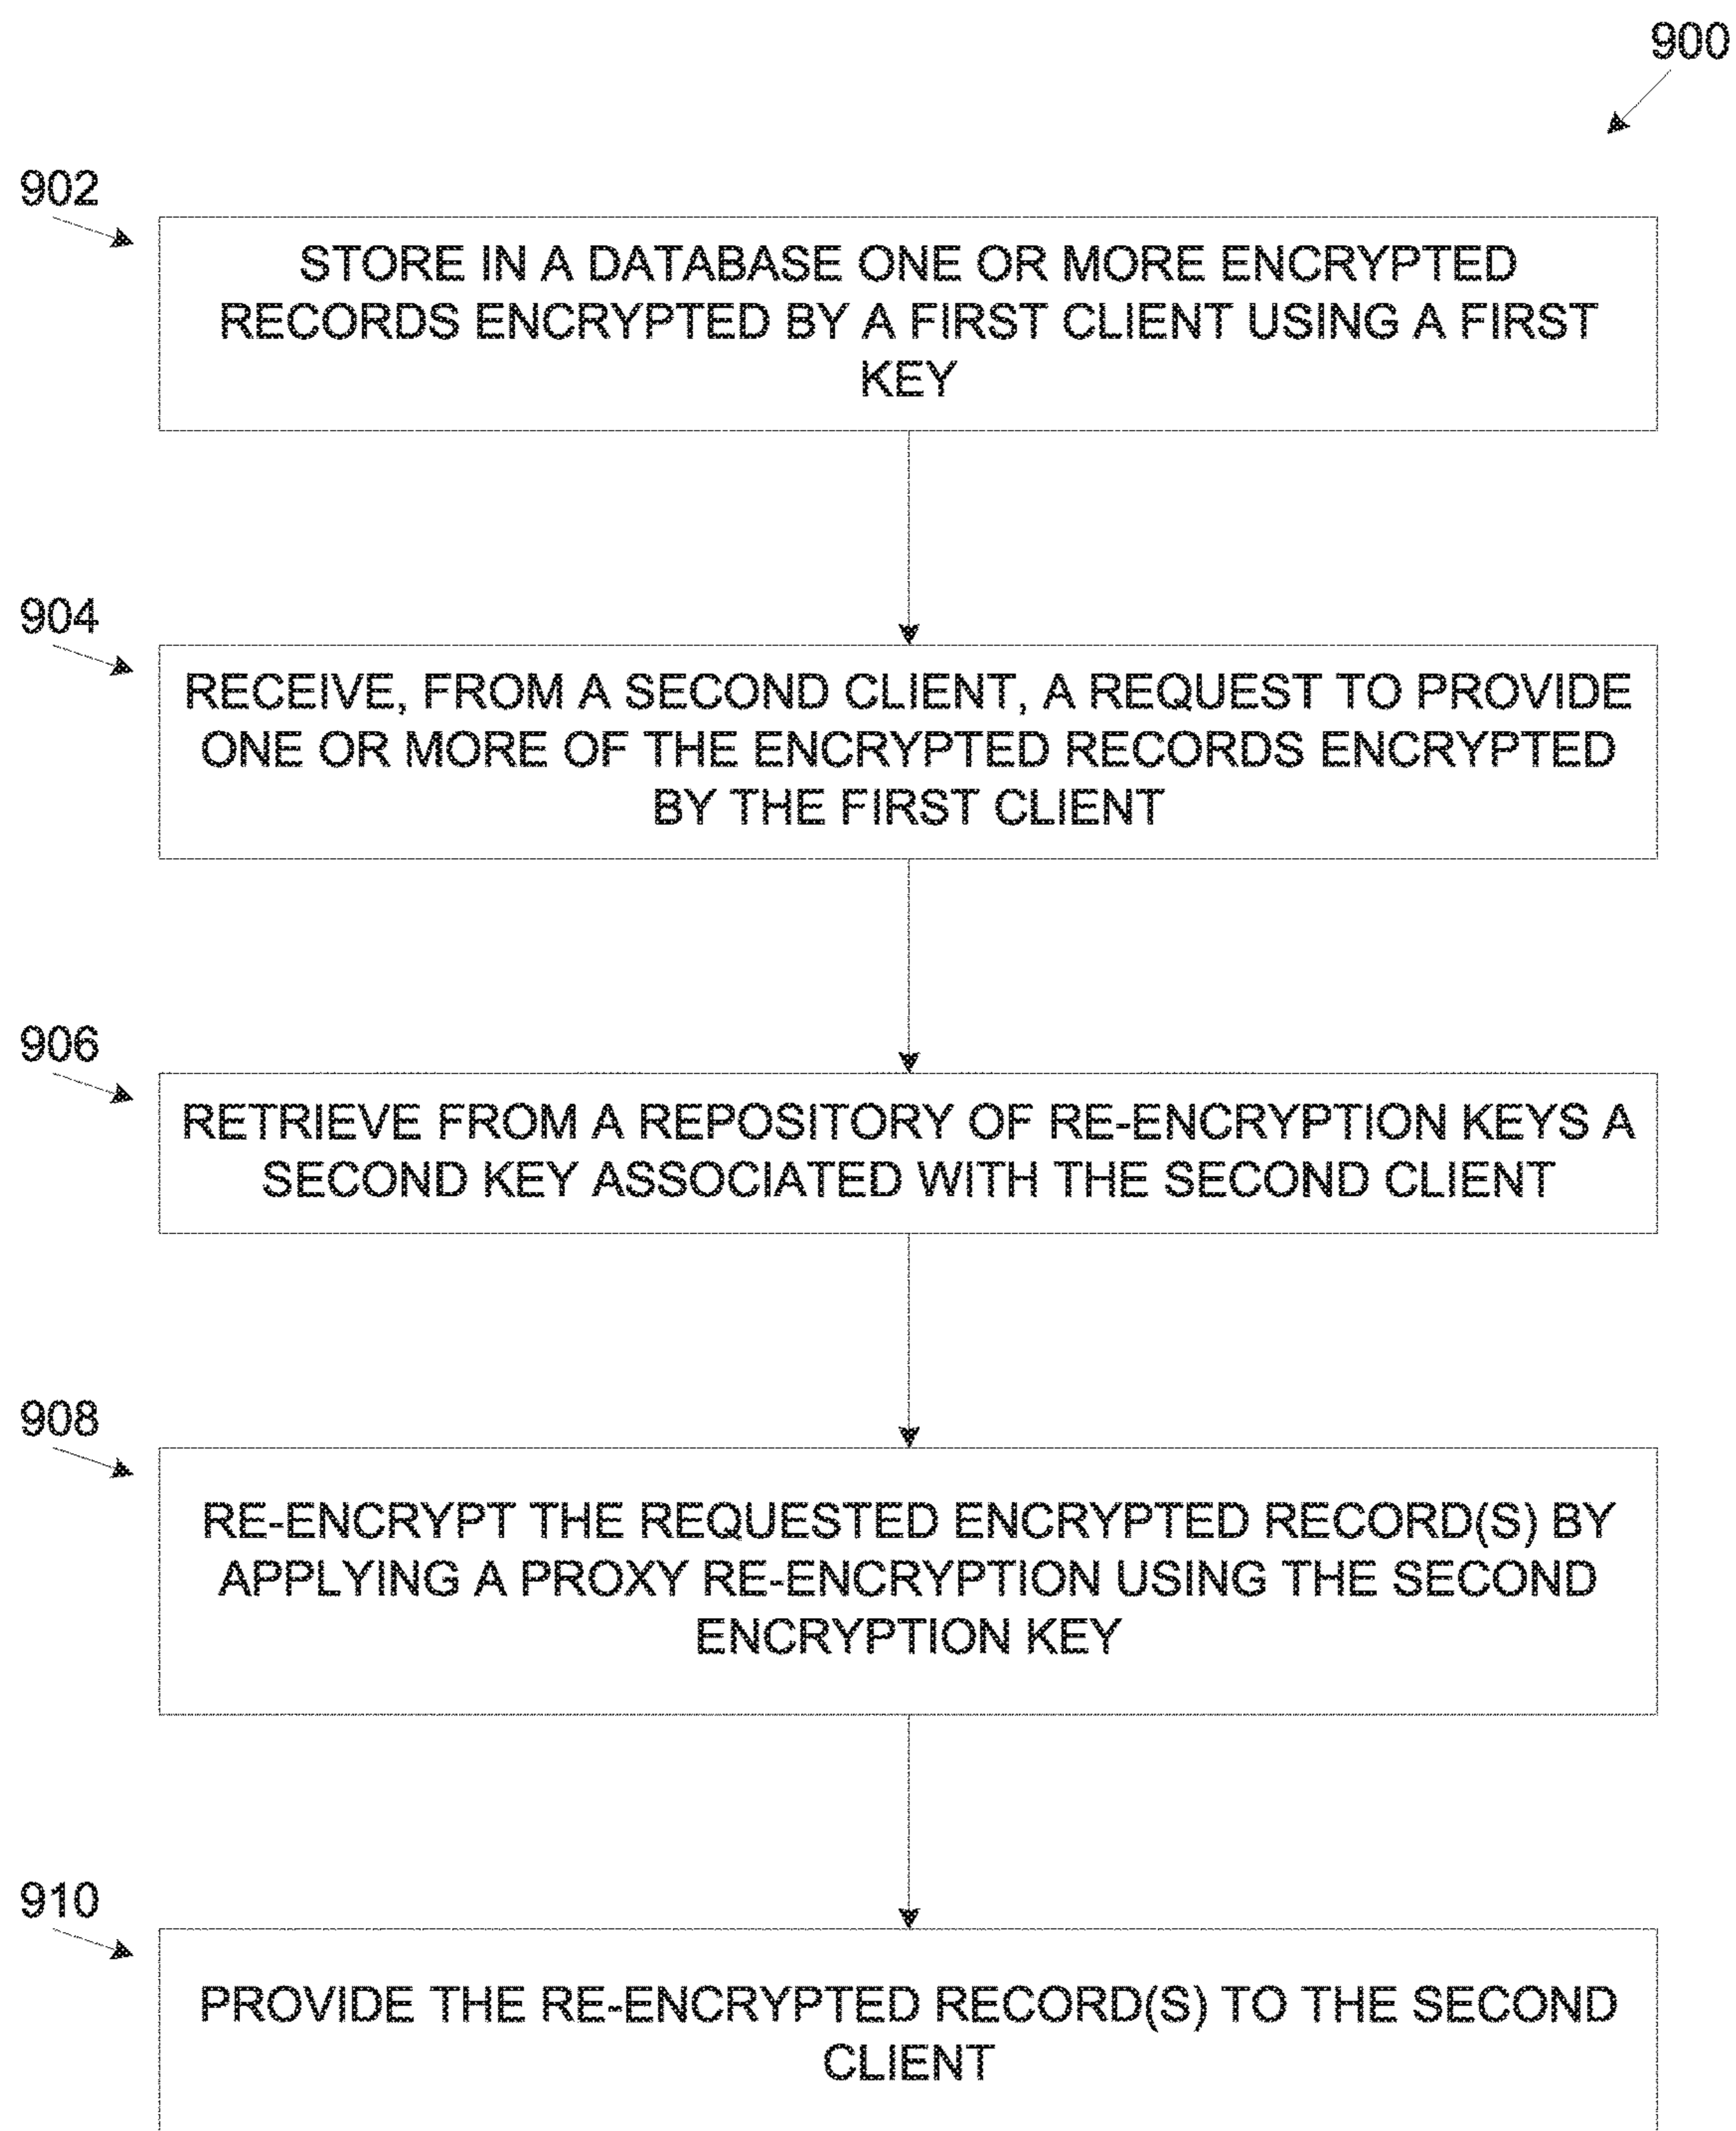 900
902
STORE IN A DATABASE ONE OR MORE ENCRYPTED
RECORDS ENCRYPTED BY A FIRST CLIENT USING A FIRST
KEY
904
RECEIVE, FROM A SECOND CLIENT, A REQUEST TO PROVIDE
ONE OR MORE OF THE ENCRYPTED RECORDS ENCRYPTED
BY THE FIRST CLIENT
906
RETRIEVE FROM A REPOSITORY OF RE-ENCRYPTION KEYS A
SECOND KEY ASSOCIATED WITH THE SECOND CLIENT
908
RE-ENCRYPT THE REQUESTED ENCRYPTED RECORD(S) BY
APPLYING A PROXY RE-ENCRYPTION USING THE SECOND
ENCRYPTION KEY
910
PROVIDE THE RE-ENCRYPTED RECORD(S) TO THE SECOND
CLIENT